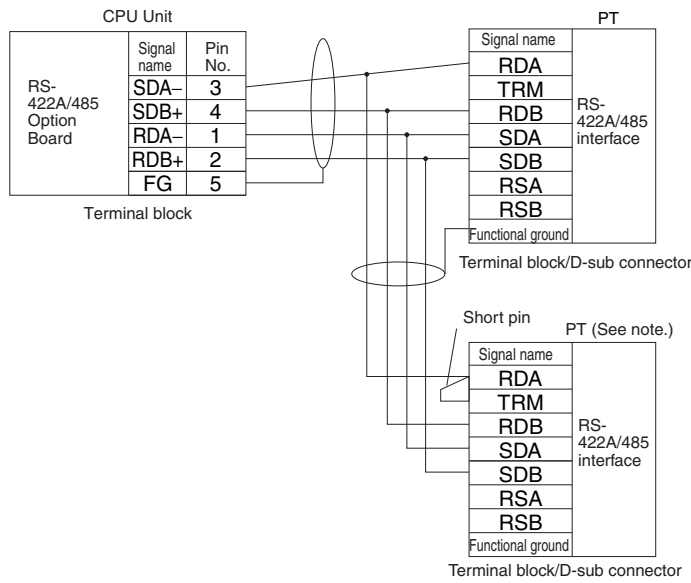 CPU Unit
RS-
422A/485
Option
Board
Signal
name
Pin
No.
SDA− 3
SDB+ 4
RDA− 1
RDB+ 2
FG 5
Terminal block
PT
Signal name
RDA
TRM
RDB
SDA
SDB
RSA
RSB
Functional ground
RS-
422A/485
interface
Terminal block/D-sub connector
Short pin
PT (See note.)
Signal name
RDA
TRM
RDB
SDA
SDB
RSA
RSB
Functional ground
RS-
422A/485
interface
Terminal block/D-sub connector